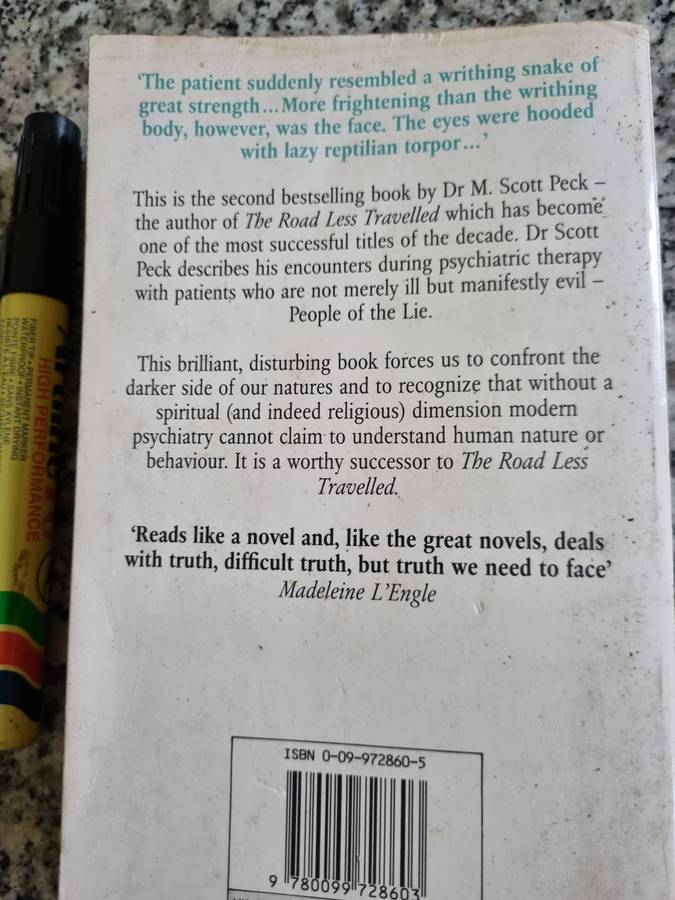 'The patient suddenly resembled a writhing snake of
great strength...More frightening than the writhing
body, however, was the face. The eyes were hooded
with lazy reptilian torpor...'
This is the second bestselling book by Dr M. Scott Peck –
the author of The Road Less Travelled which has become
one of the most successful titles of the decade. Dr Scott
Peck describes his encounters during psychiatric therapy
with patients who are not merely ill but manifestly evil –
People of the Lie.
This brilliant, disturbing book forces us to confront the
darker side of our natures and to recognize that without a
spiritual (and indeed religious) dimension modern
psychiatry cannot claim to understand human nature or
behaviour. It is a worthy successor to The Road Less
Travelled.
'Reads like a novel and, like the great novels, deals
with truth, difficult truth, but truth we need to face'
Madeleine L'Engle
ISBN 0-09-972860-5
9 780099 728603
HIGH PERFORMANCE
FIBER TIP • PERMANENT MARKER
WATERPROOF • INSTANT DRYING